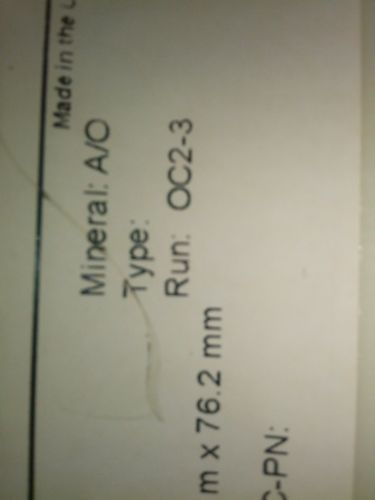 Made in the
Mineral: A/O
Type:
Run: OC2-3
m x 76.2 mm
-PN: